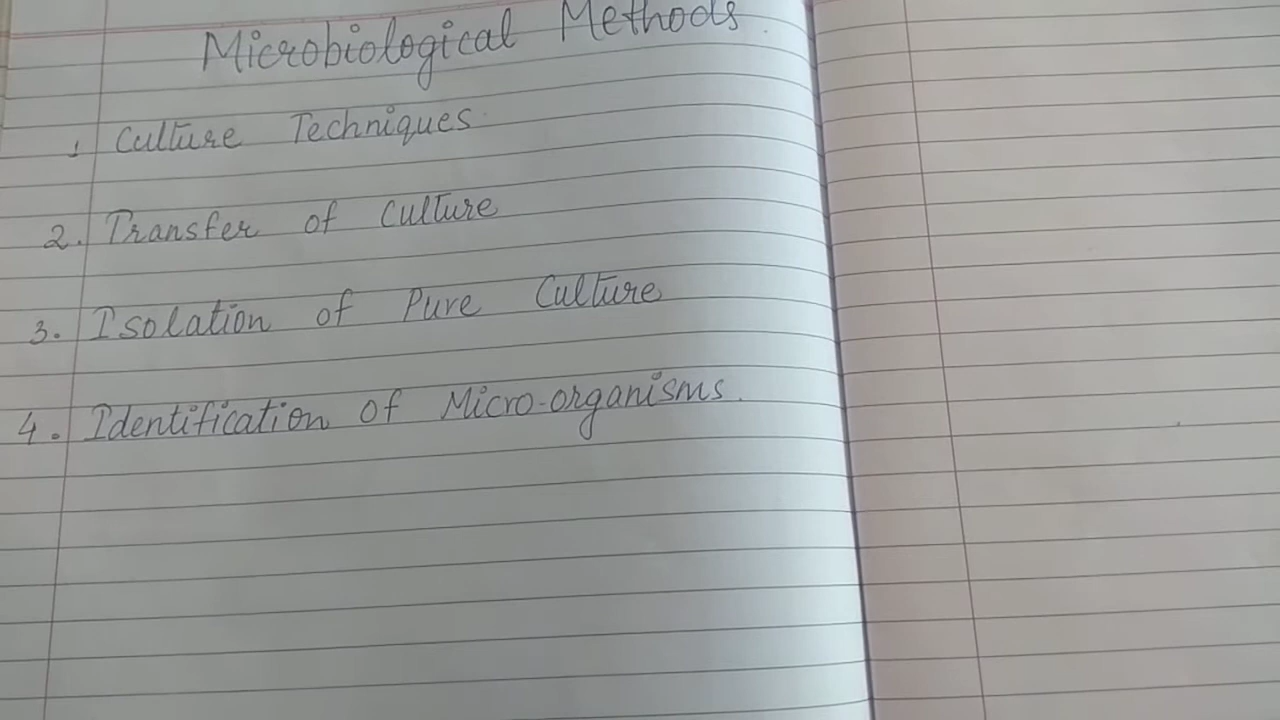 Microbiological Methods
1 Culture Techniques
2. Transfer of Culture
3. Isolation of Pure Culture
4. Identification of Micro-organisms.